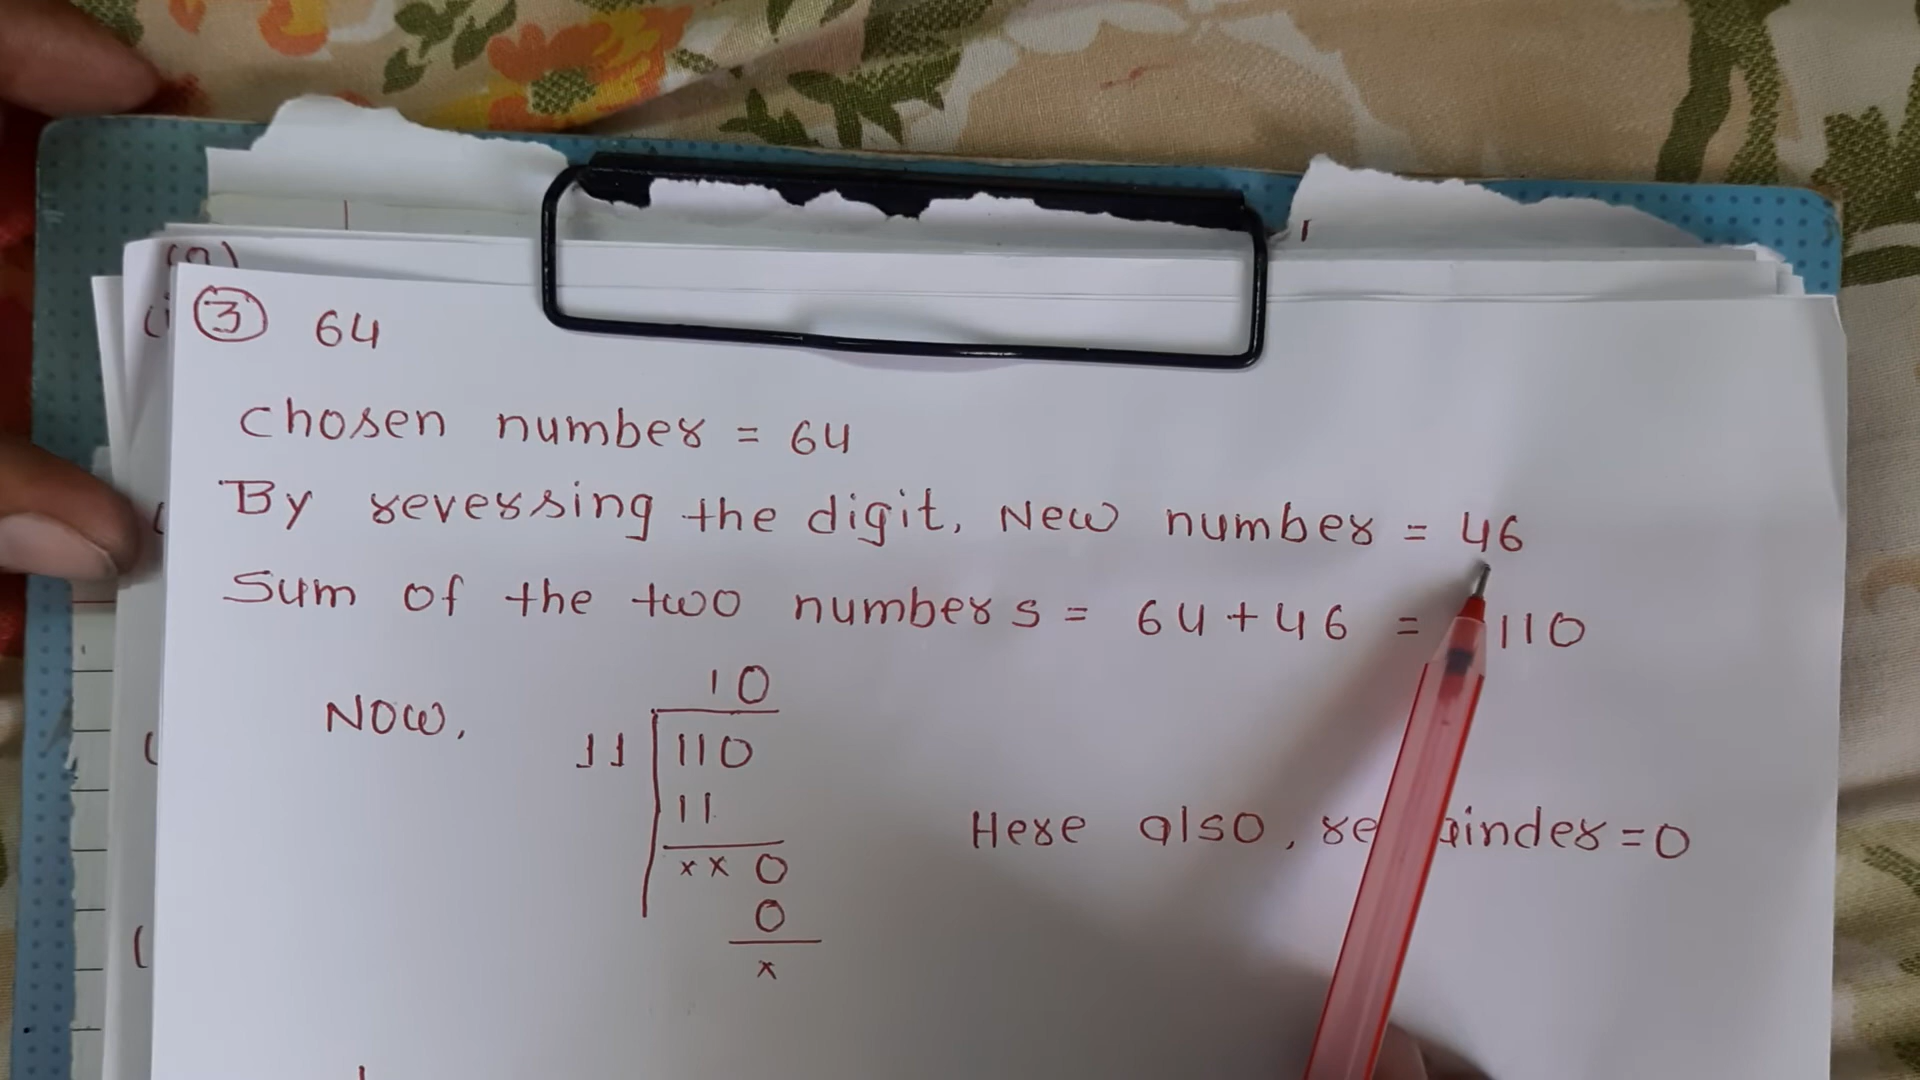 (a)
③ 64
Chosen number = 64
By reversing the digit, New number = 46
Sum of the two numbers = 64 + 46 = 110
Now,
10
11 110
11
x x 0
0
x
Here also, remainder = 0